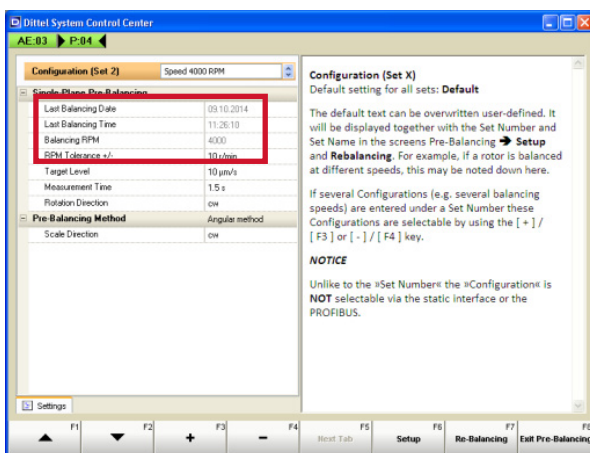 Dittel System Control Center
AE:03 P:04
Configuration (Set 2) Speed 4000 RPM
Single-Plane Pre-Balancing
Last Balancing Date 09.10.2014
Last Balancing Time 11:26:10
Balancing RPM 4000
RPM Tolerance +/- 10 r/min
Target Level 10 µm/s
Measurement Time 1.5 s
Rotation Direction cw
Pre-Balancing Method Angular method
Scale Direction cw
Settings
Configuration (Set X)
Default setting for all sets: Default
The default text can be overwritten user-defined. It
will be displayed together with the Set Number and
Set Name in the screens Pre-Balancing ➔ Setup
and Rebalancing. For example, if a rotor is balanced
at different speeds, this may be noted down here.
If several Configurations (e.g. several balancing
speeds) are entered under a Set Number these
Configurations are selectable by using the [ + ] /
[ F3 ] or [ - ] / [ F4 ] key.
NOTICE
Unlike to the »Set Number« the »Configuration« is
NOT selectable via the static interface or the
PROFIBUS.
F1 F2 F3 F4 F5 F6 F7 F8
+ - Next Tab Setup Re-Balancing Exit Pre-Balancing